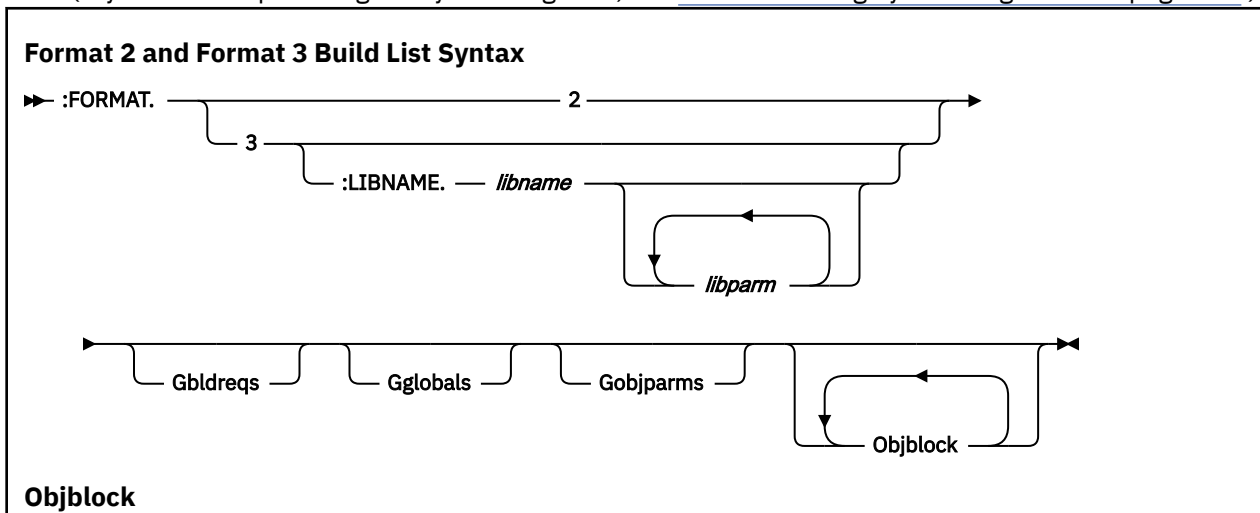 Format 2 and Format 3 Build List Syntax
:FORMAT. 2
3
:LIBNAME. libname
libparm
Gbldreqs Gglobals Gobjparms
Objblock
Objblock